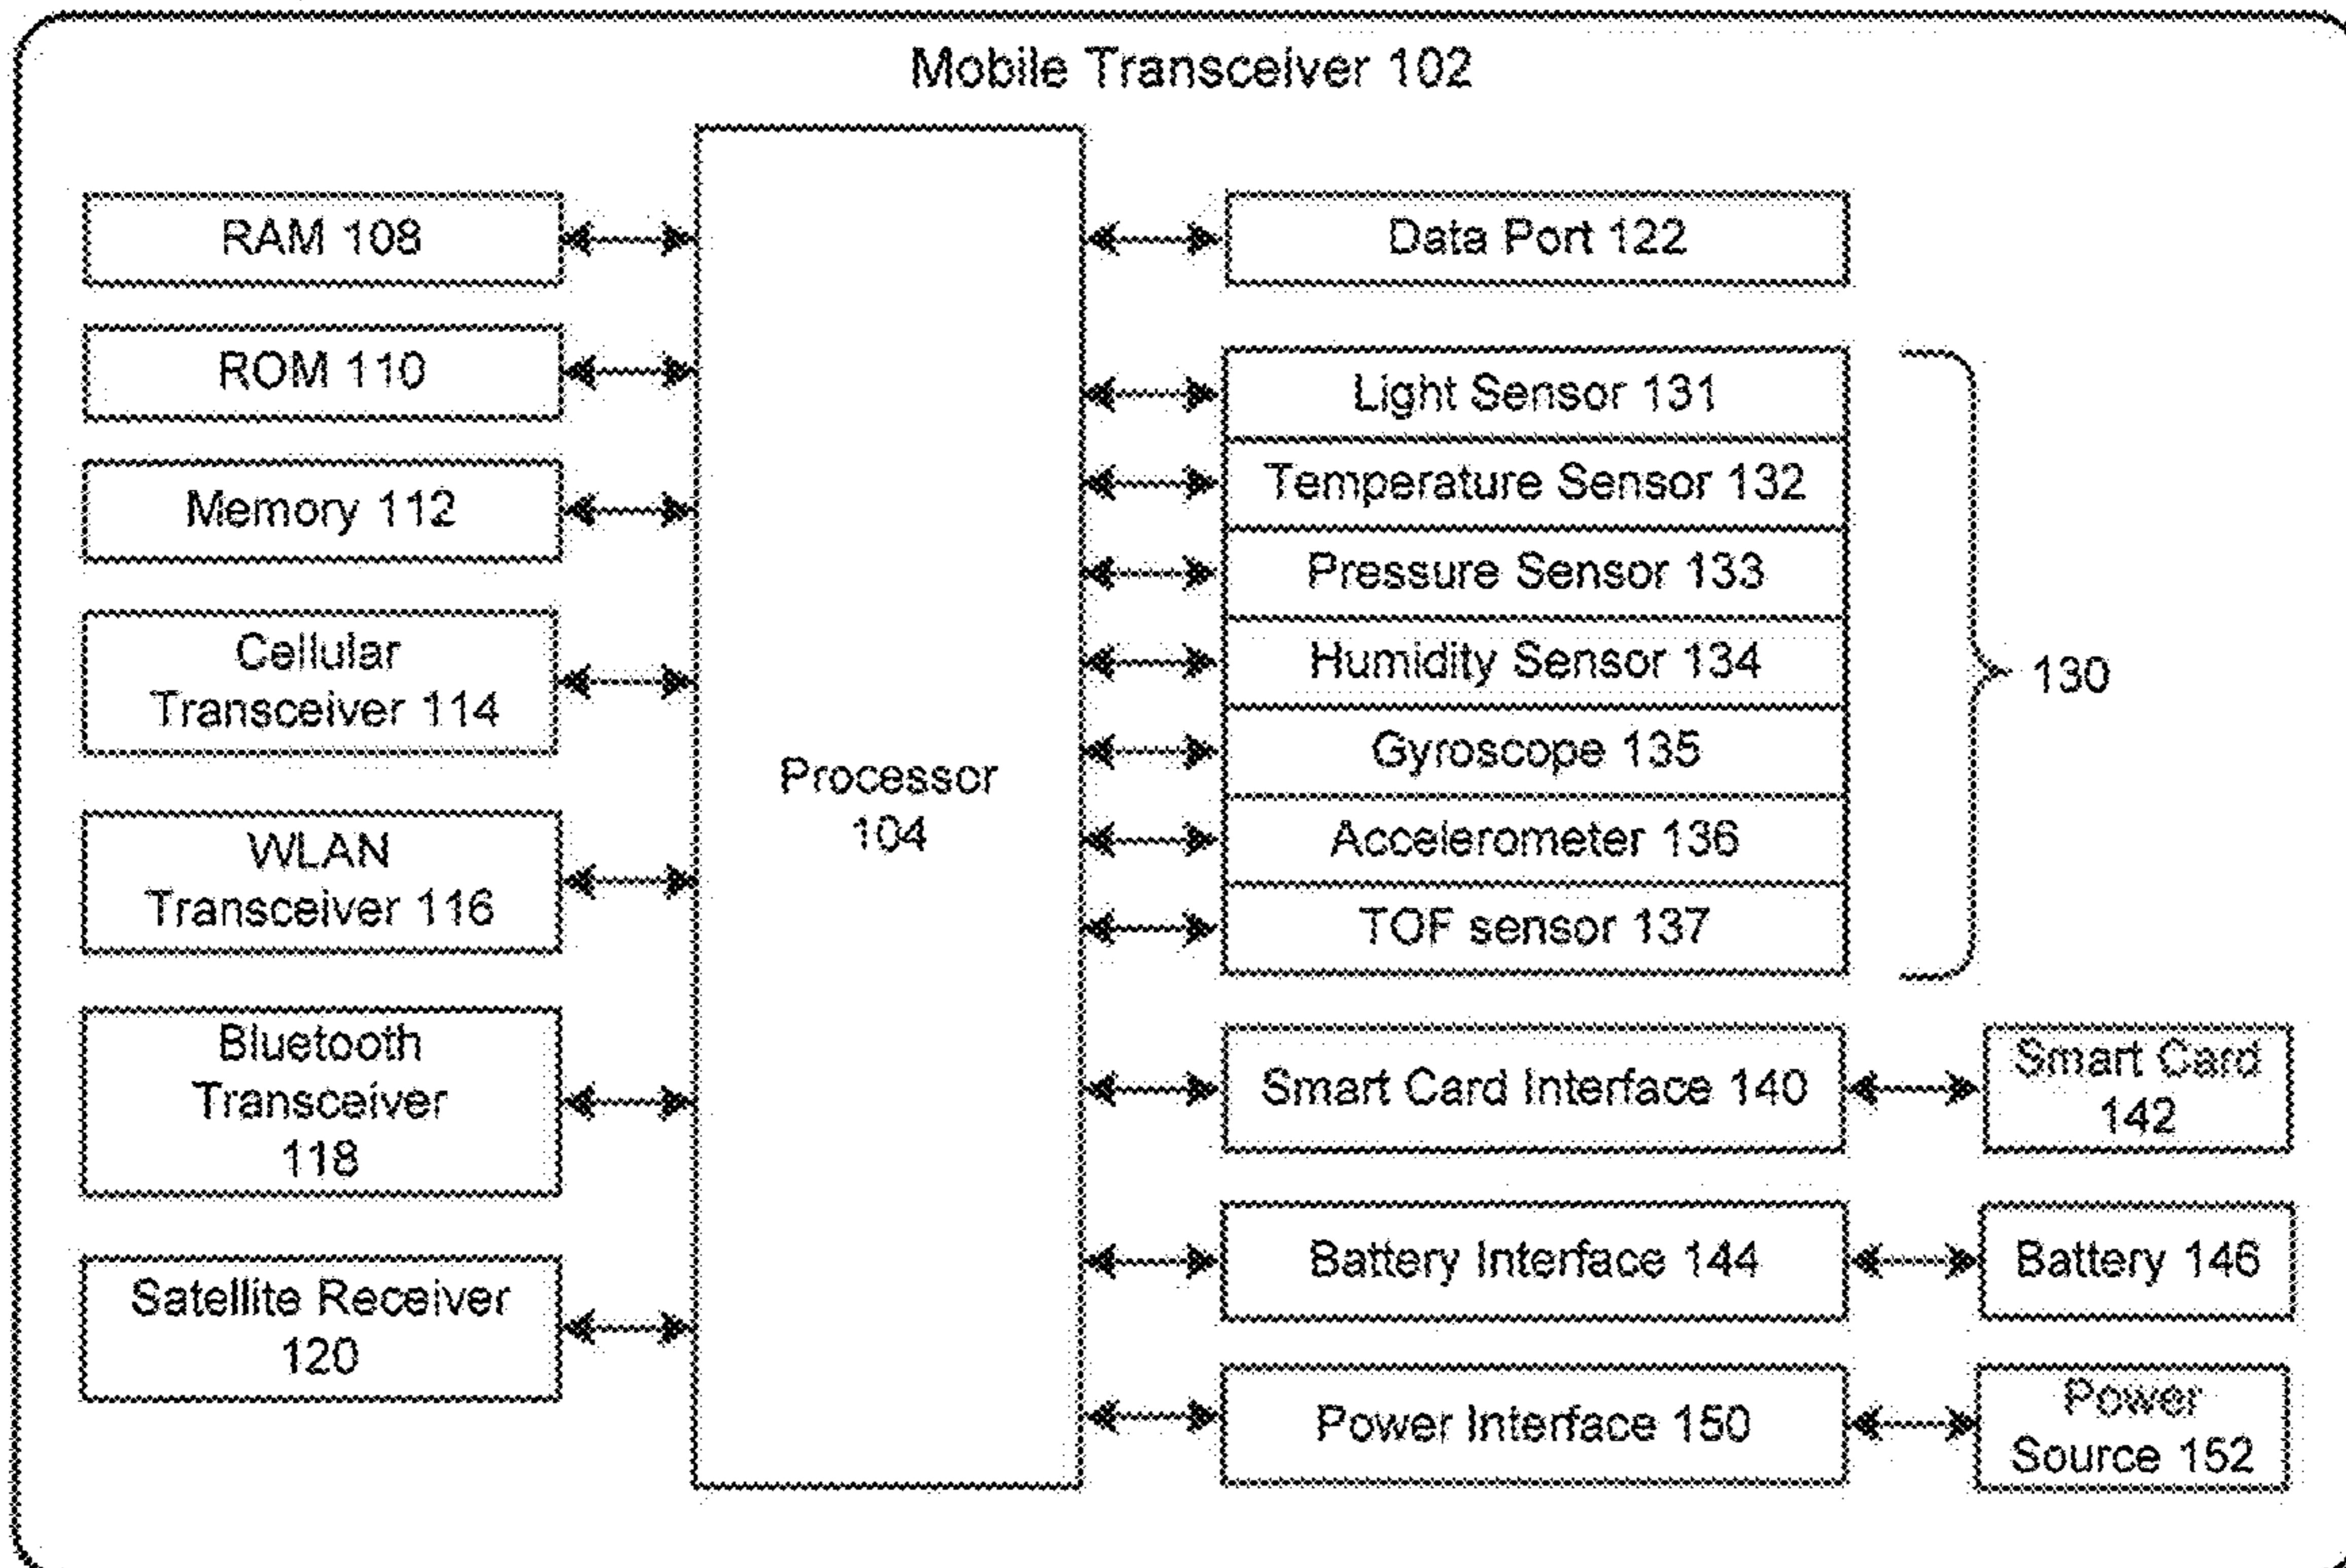 Mobile Transceiver 102
RAM 108
ROM 110
Memory 112
Cellular
Transceiver 114
WLAN
Transceiver 116
Bluetooth
Transceiver
118
Satellite Receiver
120
Processor
104
Data Port 122
Light Sensor 131
Temperature Sensor 132
Pressure Sensor 133
Humidity Sensor 134
Gyroscope 135
Accelerometer 136
TOF sensor 137
130
Smart Card Interface 140
Smart Card
142
Battery Interface 144
Battery 146
Power Interface 150
Power
Source 152